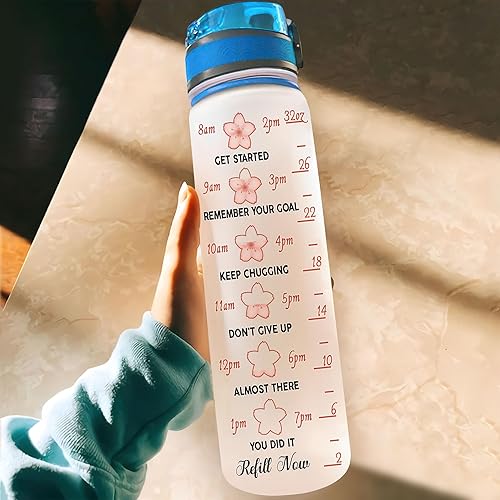 8am 2pm 32oz
GET STARTED
26
9am 3pm
REMEMBER YOUR GOAL
22
10am 4pm
18
KEEP CHUGGING
11am 5pm
14
DON'T GIVE UP
12pm 6pm
10
ALMOST THERE
1pm 7pm 6
YOU DID IT
Refill Now 2